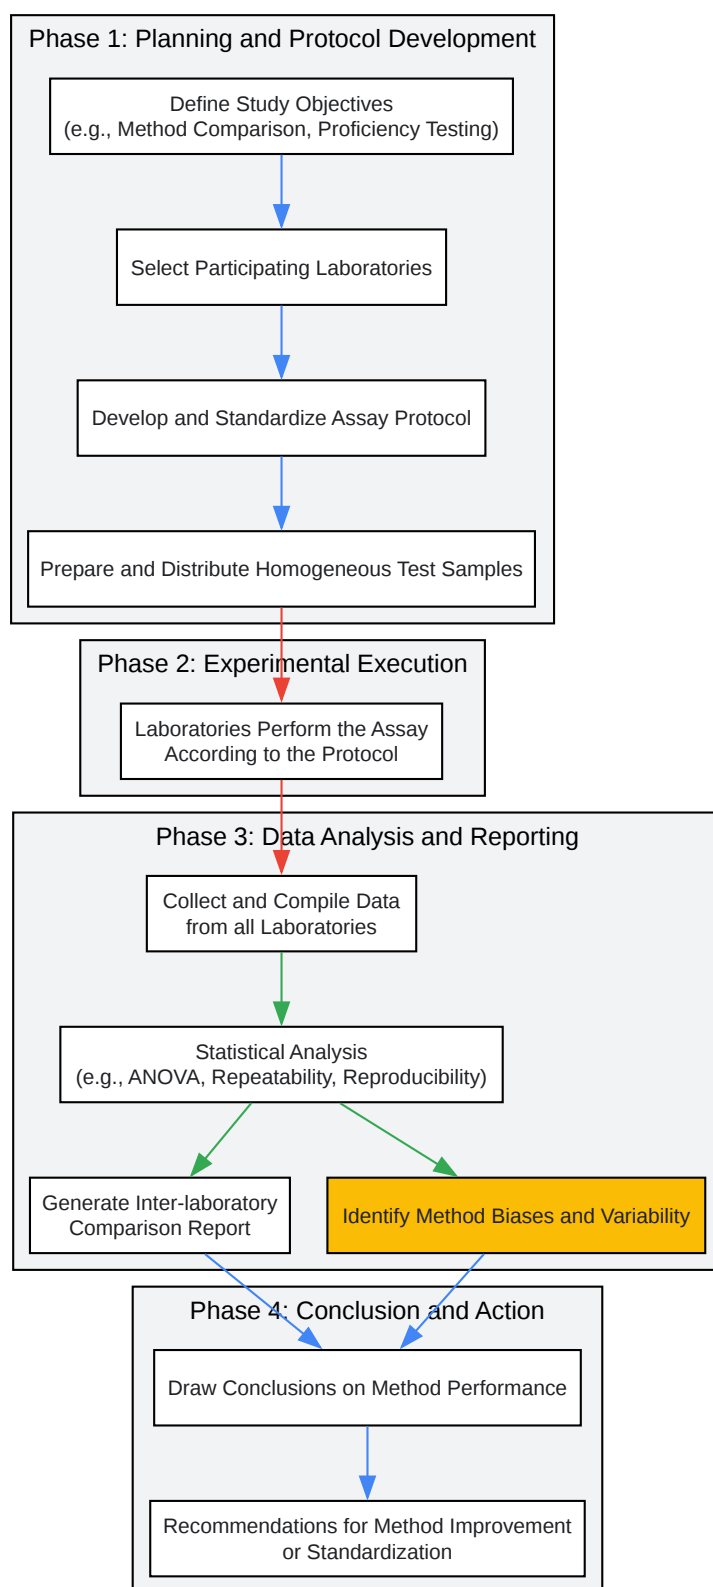 Phase 1: Planning and Protocol Development
Define Study Objectives
(e.g., Method Comparison, Proficiency Testing)
Select Participating Laboratories
Develop and Standardize Assay Protocol
Prepare and Distribute Homogeneous Test Samples
Phase 2: Experimental Execution
Laboratories Perform the Assay
According to the Protocol
Phase 3: Data Analysis and Reporting
Collect and Compile Data
from all Laboratories
Statistical Analysis
(e.g., ANOVA, Repeatability, Reproducibility)
Generate Inter-laboratory
Comparison Report
Identify Method Biases and Variability
Phase 4: Conclusion and Action
Draw Conclusions on Method Performance
Recommendations for Method Improvement
or Standardization